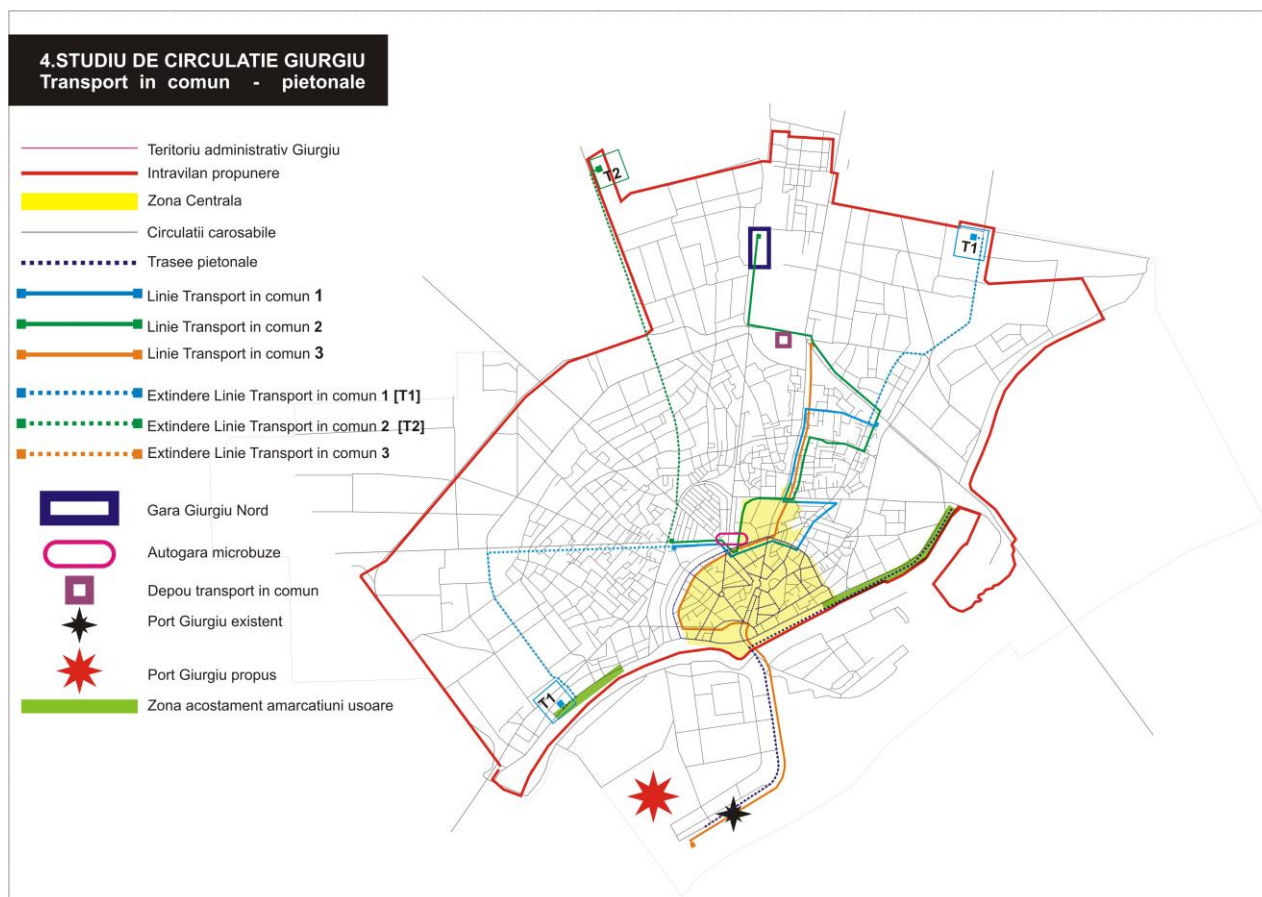 4.STUDIU DE CIRCULATIE GIURGIU
Transport in comun - pietonale
Teritoriu administrativ Giurgiu
Intravilan propunere
Zona Centrala
Circulatii carosabile
Trasee pietonale
Linie Transport in comun 1
Linie Transport in comun 2
Linie Transport in comun 3
Extindere Linie Transport in comun 1 [T1]
Extindere Linie Transport in comun 2 [T2]
Extindere Linie Transport in comun 3
Gara Giurgiu Nord
Autogara microbuze
Depou transport in comun
Port Giurgiu existent
Port Giurgiu propus
Zona acostament amarcatiuni usoare
T2
T1
T1